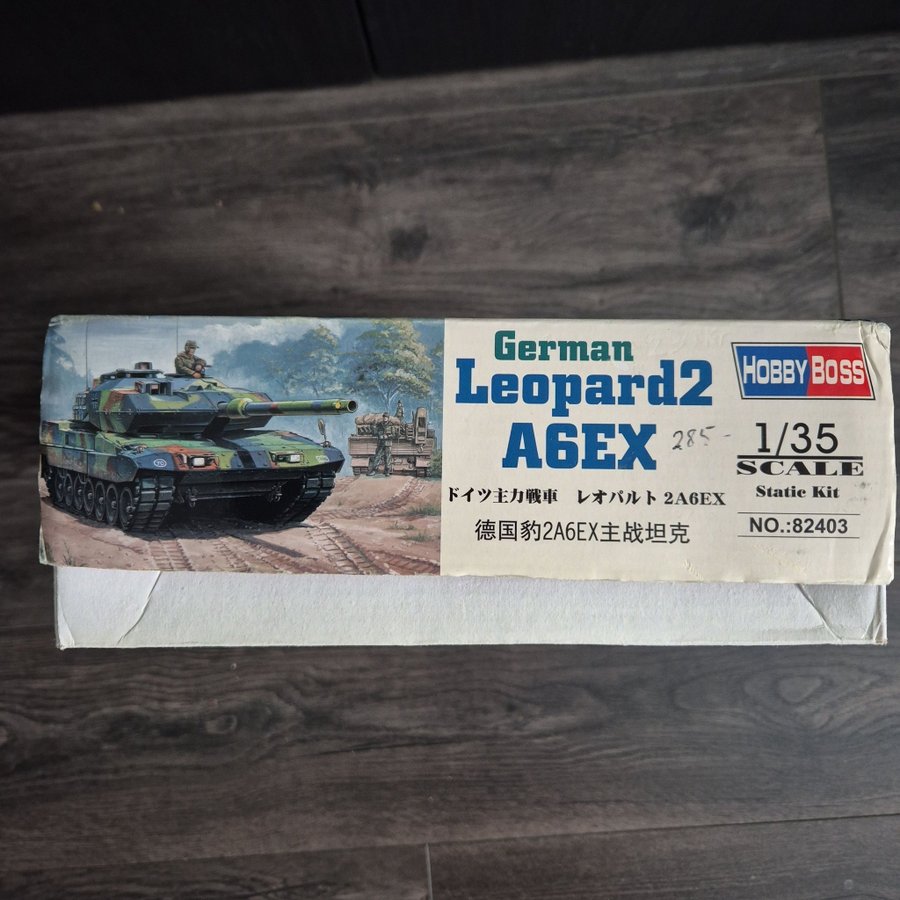 German
Leopard2
A6EX
285-
ドイツ主力戦車 レオパルト 2A6EX
德国豹2A6EX主战坦克
HOBBY BOSS
1/35
SCALE
Static Kit
NO.:82403